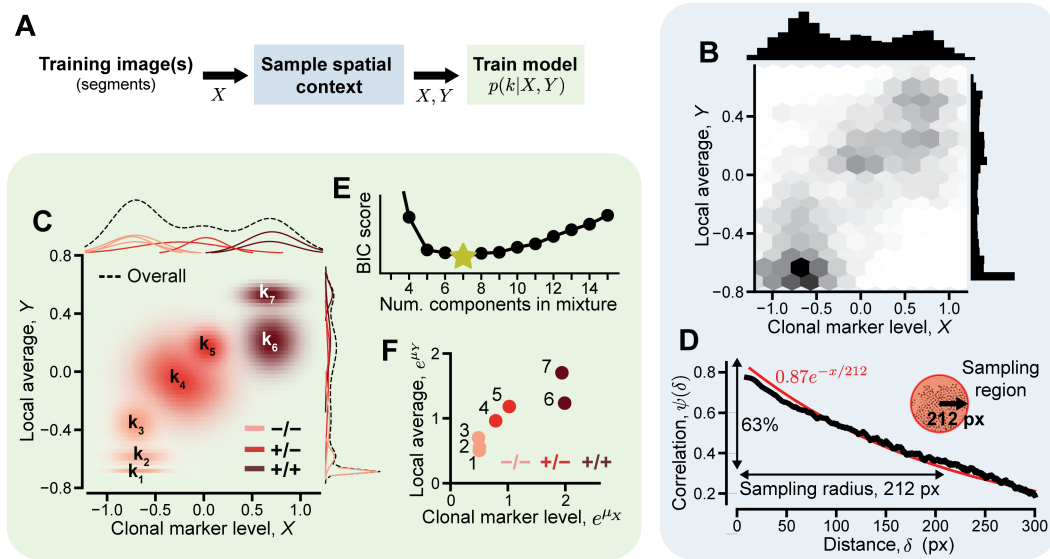 A
Training image(s)
(segments)
X
Sample spatial
context
X, Y
Train model
p(k|X, Y)
B
Local average, Y
0.4
0.0
−0.4
−0.8
−1.0 −0.5 0.0 0.5 1.0
Clonal marker level, X
C
Overall
Local average, Y
0.8
0.4
0.0
−0.4
−0.8
k7
k6
k5
k4
k3
k2
k1
−/−
+/−
+/+
−1.0 −0.5 0.0 0.5 1.0
Clonal marker level, X
E
BIC score
4 6 8 10 12 14
Num. components in mixture
F
Local average, e^μY
2
1
0
7
6
5
4
3
2
1
−/− +/− +/+
0 1 2
Clonal marker level, e^μX
D
Correlation, ψ(δ)
0.8
0.6
0.4
0.2
0.87e^−x/212
Sampling
region
212 px
63%
Sampling radius, 212 px
0 50 100 150 200 250 300
Distance, δ (px)